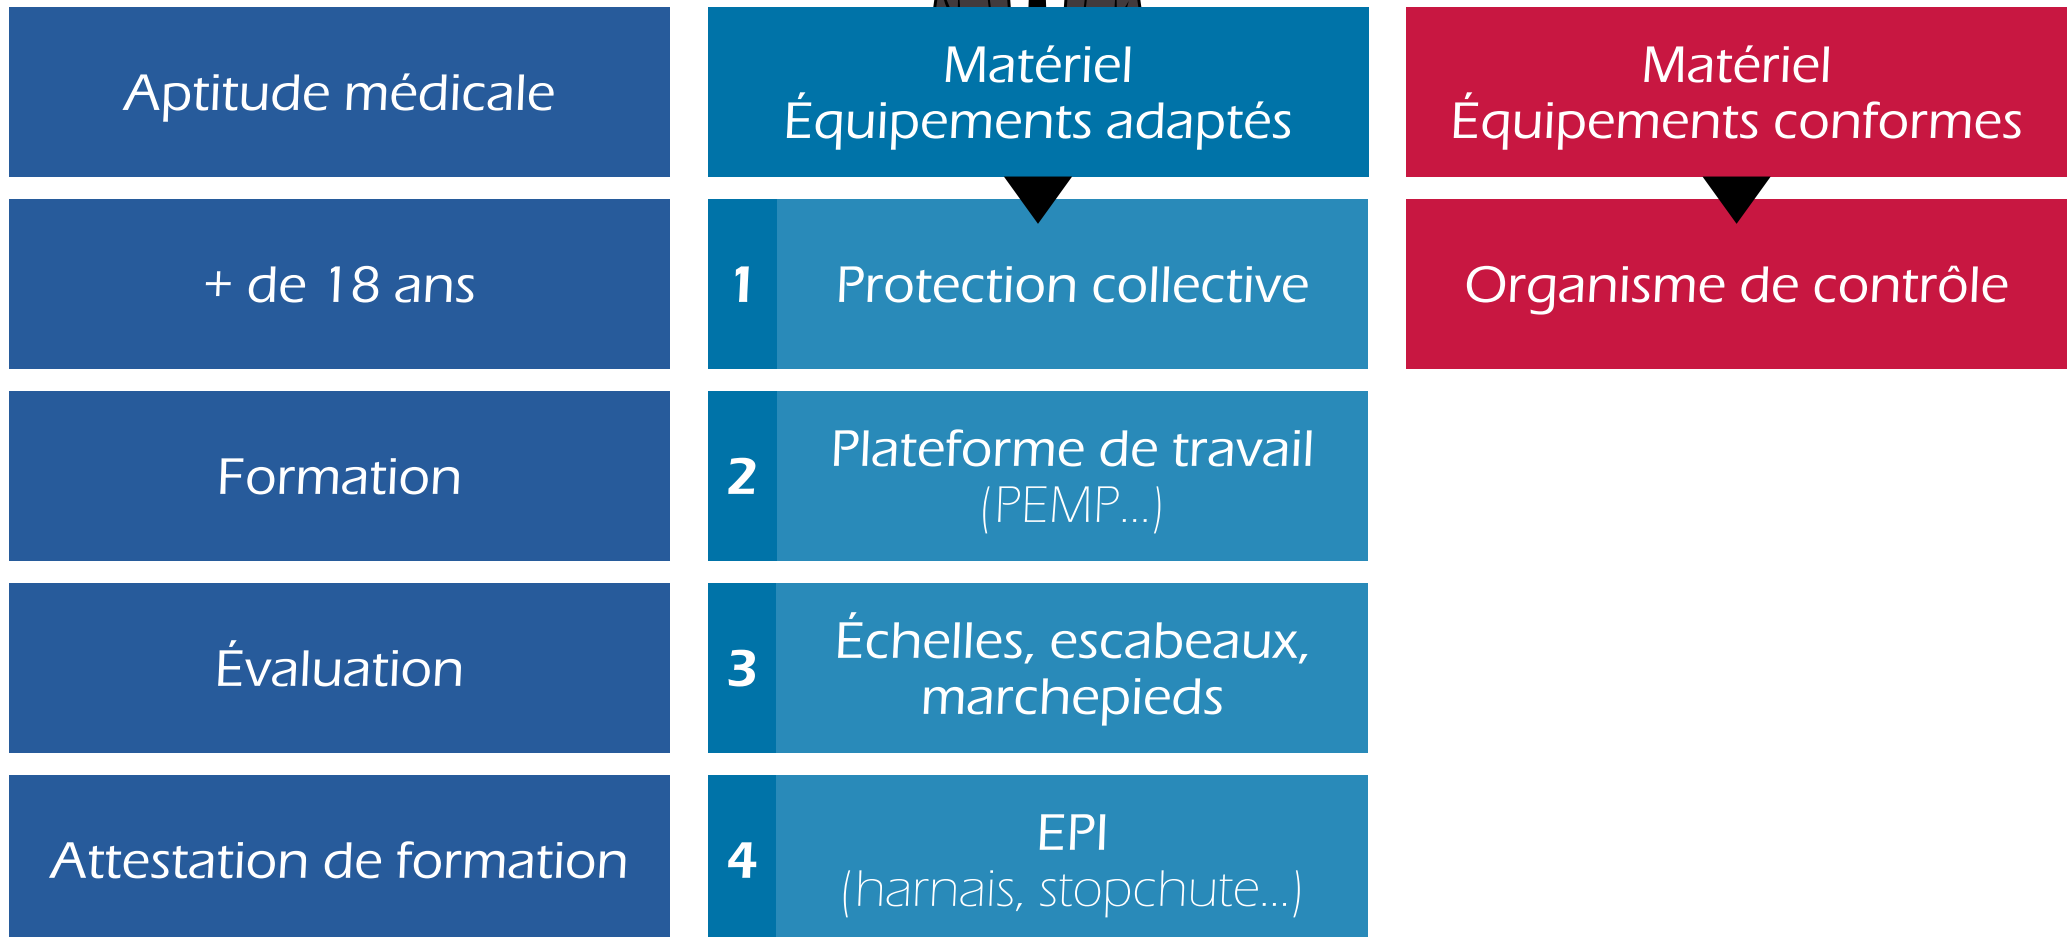 Aptitude médicale
+ de 18 ans
Formation
Évaluation
Attestation de formation
Matériel
Équipements adaptés
1
Protection collective
2
Plateforme de travail
(PEMP...)
3
Échelles, escabeaux,
marchepieds
4
EPI
(harnais, stopchute...)
Matériel
Équipements conformes
Organisme de contrôle